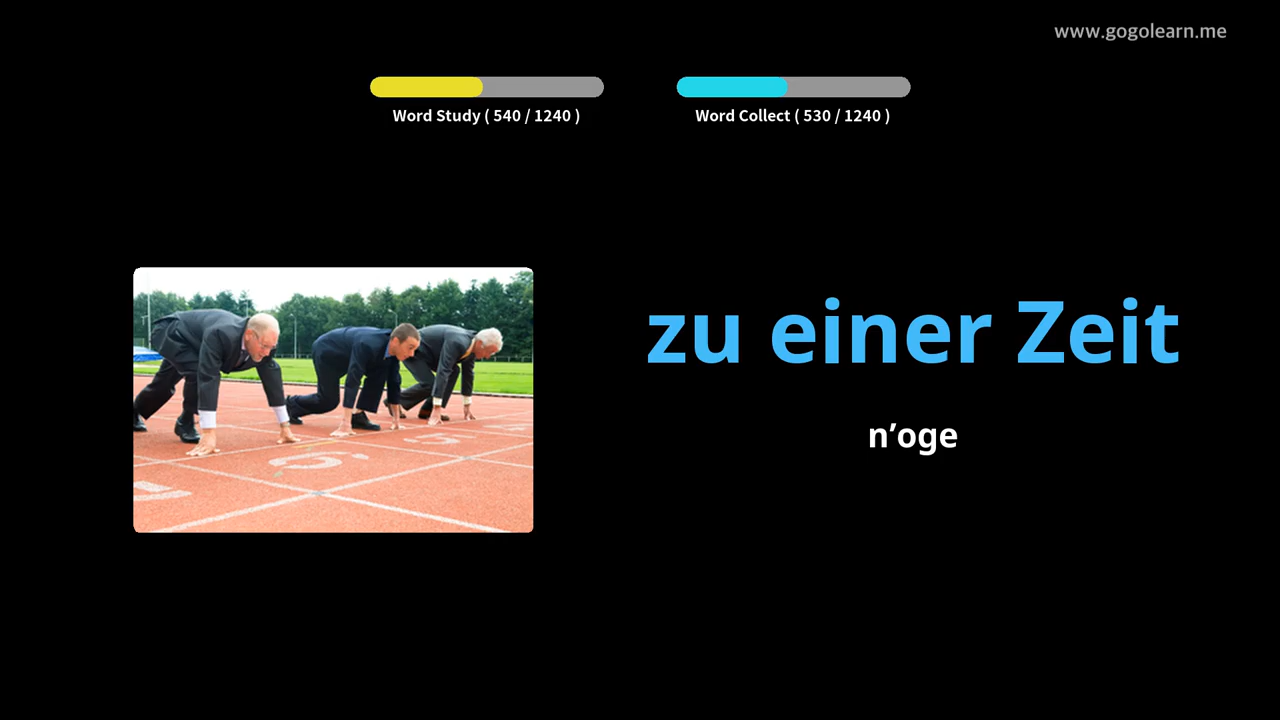 www.gogolearn.me
Word Study ( 540 / 1240 )
Word Collect ( 530 / 1240 )
zu einer Zeit
n’oge